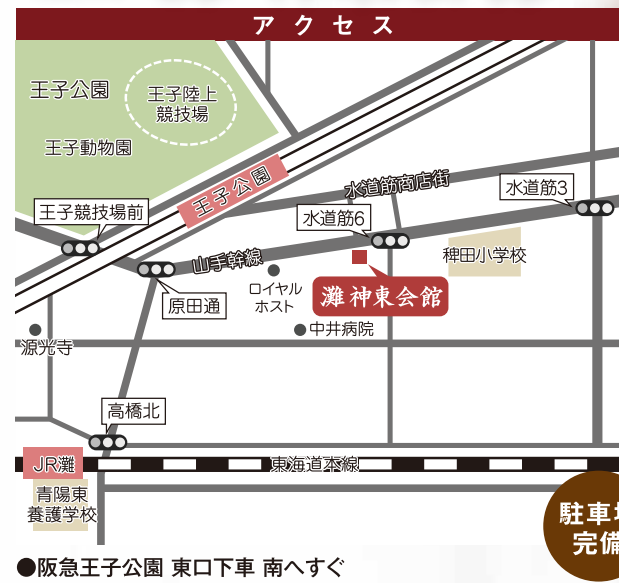 アクセス
王子公園
王子陸上
競技場
王子動物園
王子公園
水道筋商店街
水道筋3
王子競技場前
水道筋6
山手幹線
稗田小学校
ロイヤル
ホスト
灘神東会館
原田通
中井病院
源光寺
高橋北
JR灘
東海道本線
青陽東
養護学校
駐車場
完備
●阪急王子公園 東口下車 南へすぐ